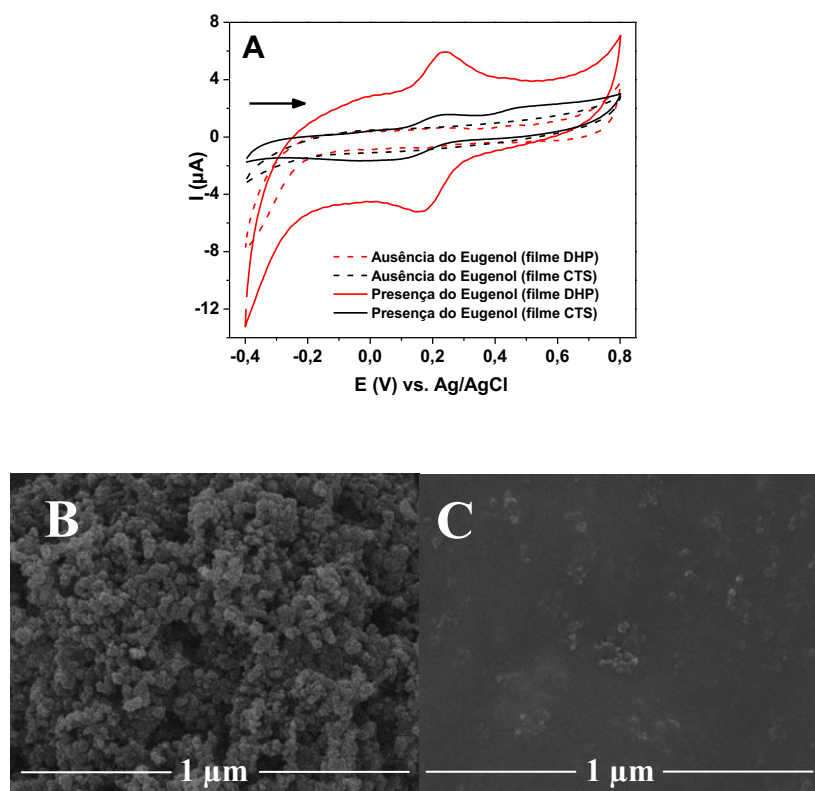 A
8
4
0
-4
-8
-12
I (µA)
Ausência do Eugenol (filme DHP)
Ausência do Eugenol (filme CTS)
Presença do Eugenol (filme DHP)
Presença do Eugenol (filme CTS)
-0,4 -0,2 0,0 0,2 0,4 0,6 0,8
E (V) vs. Ag/AgCl
B C
1 µm 1 µm